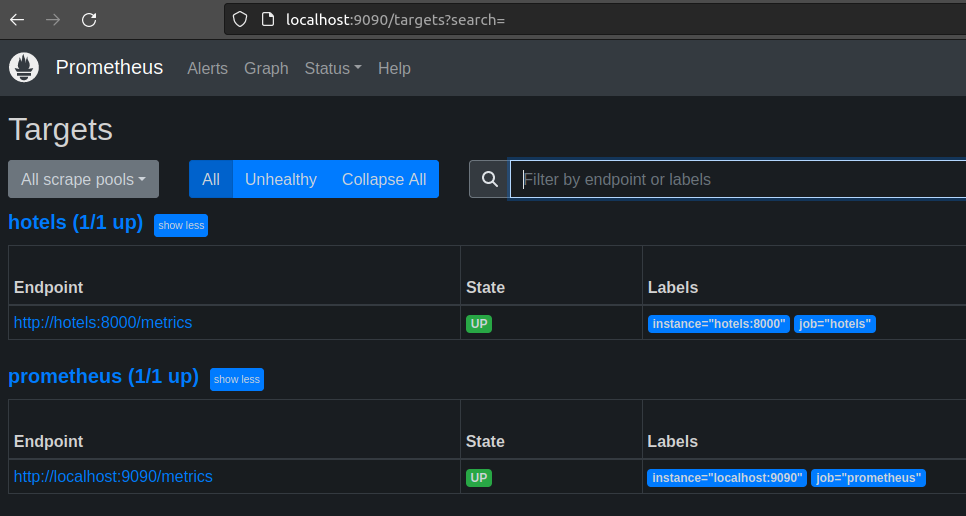 localhost:9090/targets?search=
Prometheus Alerts Graph Status Help
Targets
All scrape pools All Unhealthy Collapse All Filter by endpoint or labels
hotels (1/1 up) show less
Endpoint State Labels
http://hotels:8000/metrics UP instance="hotels:8000" job="hotels"
prometheus (1/1 up) show less
Endpoint State Labels
http://localhost:9090/metrics UP instance="localhost:9090" job="prometheus"